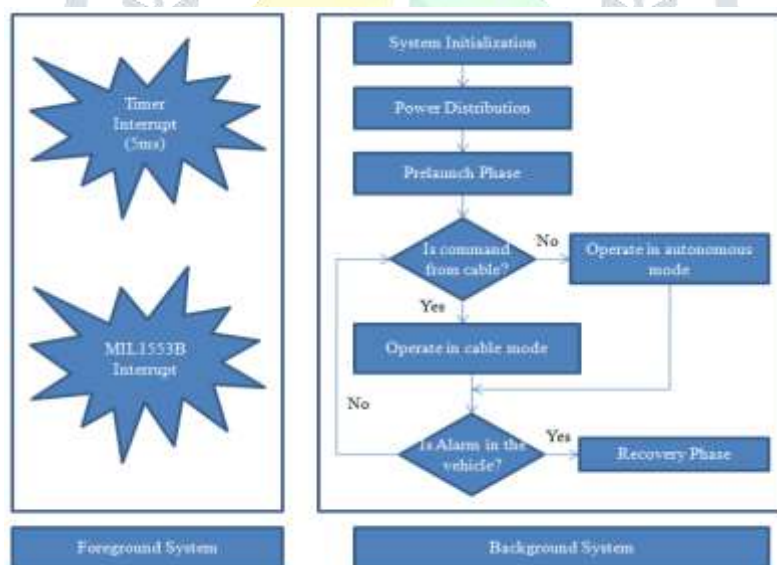 Timer
Interrupt
(5ms)
MIL1553B
Interrupt
Foreground System
System Initialization
Power Distribution
Prelaunch Phase
Is command
from cable?
No
Operate in autonomous
mode
Yes
Operate in cable mode
No
Is Alarm in the
vehicle?
Yes
Recovery Phase
Background System